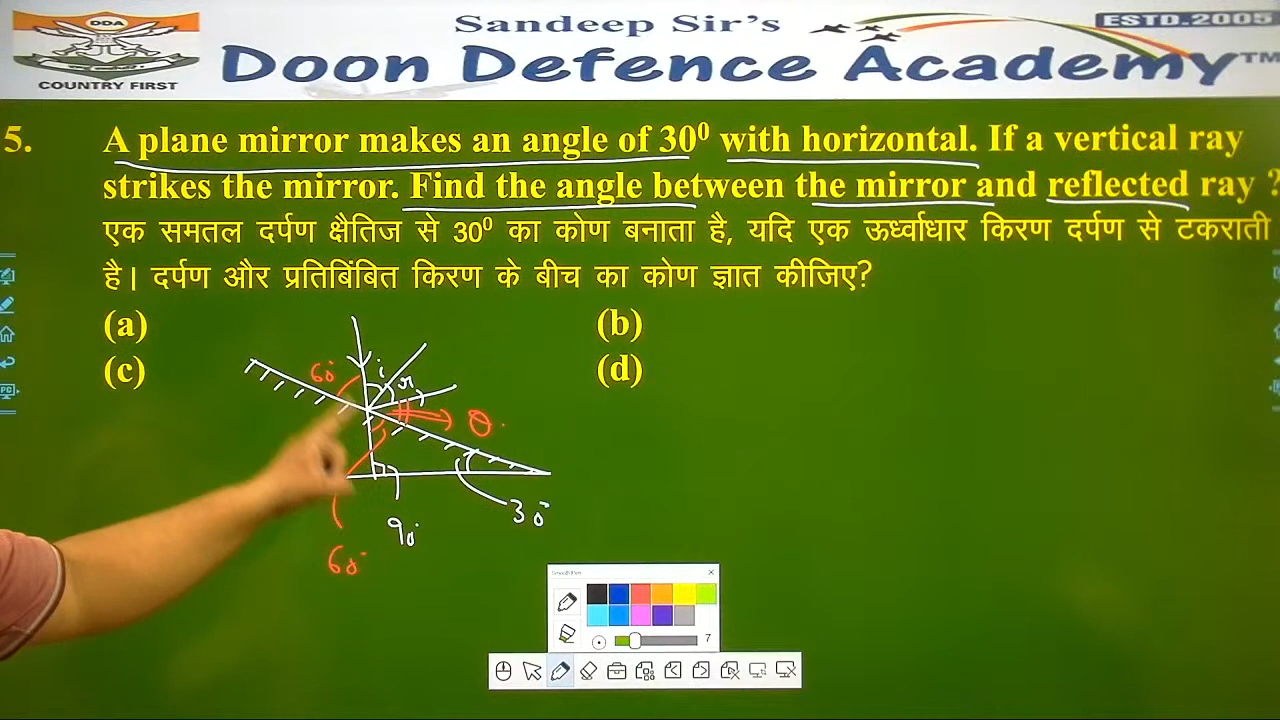 DDA
COUNTRY FIRST
Sandeep Sir's
ESTD.2005
Doon Defence Academy™
5. A plane mirror makes an angle of 30⁰ with horizontal. If a vertical ray
strikes the mirror. Find the angle between the mirror and reflected ray ?
एक समतल दर्पण क्षैतिज से 30⁰ का कोण बनाता है, यदि एक ऊर्ध्वाधार किरण दर्पण से टकराती
है। दर्पण और प्रतिबिंबित किरण के बीच का कोण ज्ञात कीजिए?
(a) (b)
(c) (d)
60°
i
r
θ
30°
90°
60°
7